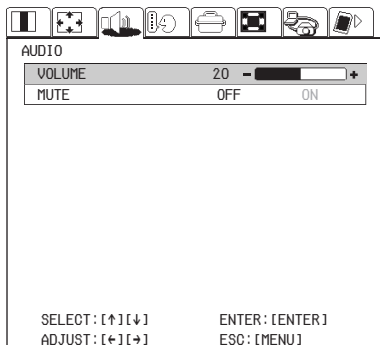 AUDIO
VOLUME 20 - +
MUTE OFF ON
SELECT:[↑][↓] ENTER:[ENTER]
ADJUST:[←][→] ESC:[MENU]